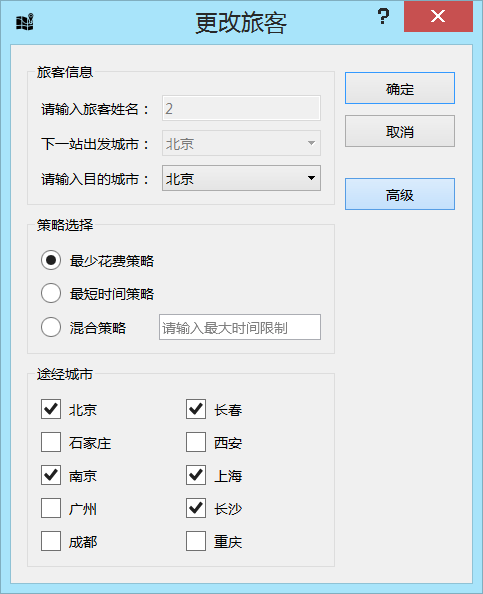 更改旅客
?
旅客信息
请输入旅客姓名： 2
下一站出发城市： 北京
请输入目的城市： 北京
确定
取消
高级
策略选择
最少花费策略
最短时间策略
混合策略 请输入最大时间限制
途经城市
北京 长春
石家庄 西安
南京 上海
广州 长沙
成都 重庆